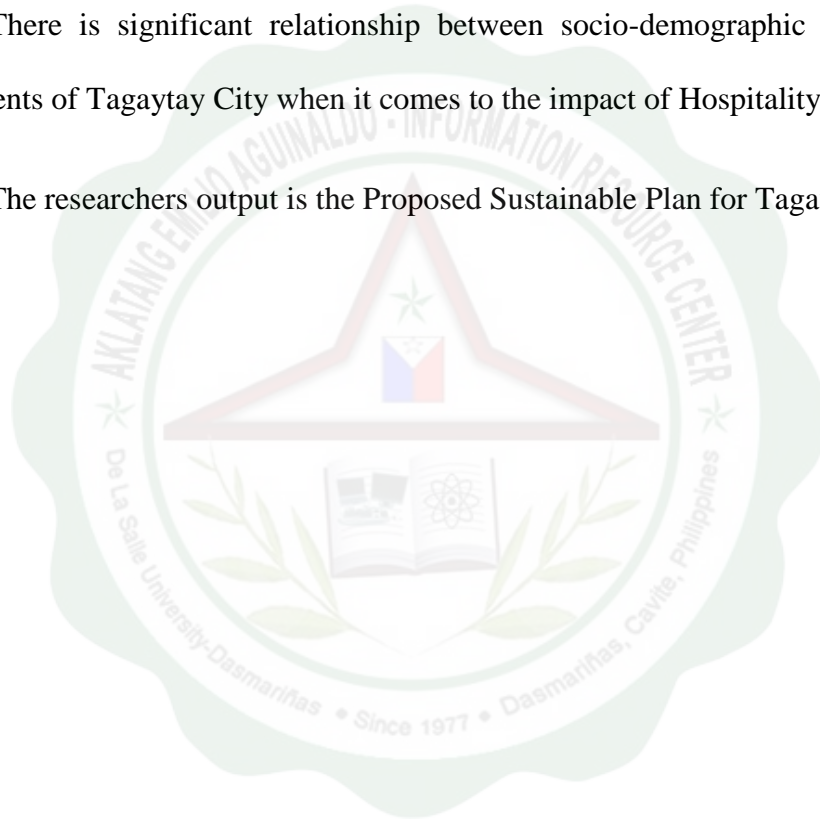 There is significant relationship between socio-demographic
ents of Tagaytay City when it comes to the impact of Hospitality
The researchers output is the Proposed Sustainable Plan for Taga
AKLATANG EMILIO AGUINALDO - INFORMATION RESOURCE CENTER
De La Salle University-Dasmariñas • Since 1977 • Dasmariñas, Cavite, Philippines